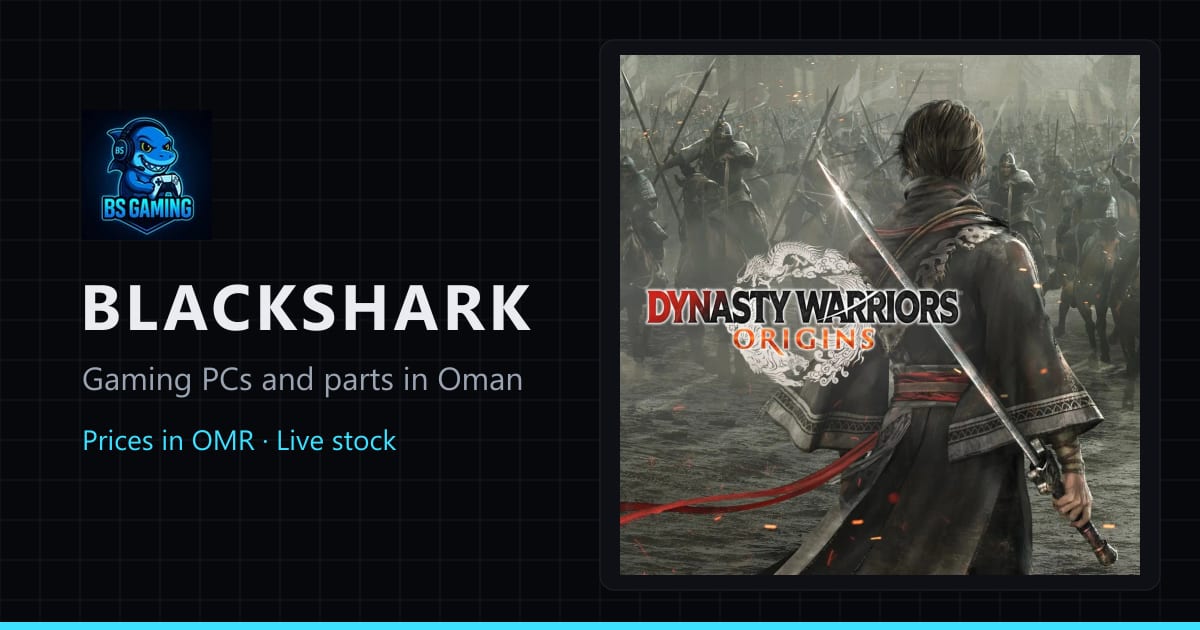 BS
BS GAMING
BLACKSHARK
Gaming PCs and parts in Oman
Prices in OMR · Live stock
DYNASTY WARRIORS
ORIGINS